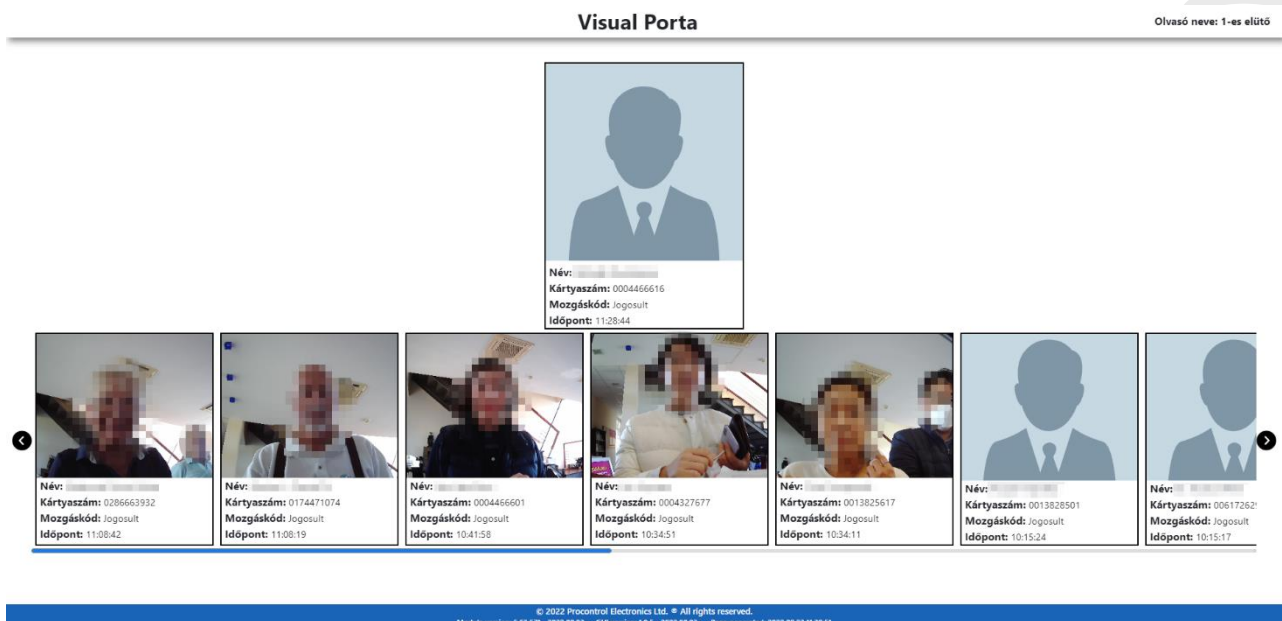 Visual Porta
Olvasó neve: 1-es elütő
Név:
Kártyaszám: 0004466616
Mozgáskód: Jogosult
Időpont: 11:28:44
Név:
Kártyaszám: 0286663932
Mozgáskód: Jogosult
Időpont: 11:08:42
Név:
Kártyaszám: 0174471074
Mozgáskód: Jogosult
Időpont: 11:08:19
Név:
Kártyaszám: 0004466601
Mozgáskód: Jogosult
Időpont: 10:41:58
Név:
Kártyaszám: 0004327677
Mozgáskód: Jogosult
Időpont: 10:34:51
Név:
Kártyaszám: 0013825617
Mozgáskód: Jogosult
Időpont: 10:34:11
Név:
Kártyaszám: 0013828501
Mozgáskód: Jogosult
Időpont: 10:15:24
Név:
Kártyaszám: 00617262
Mozgáskód: Jogosult
Időpont: 10:15:17
© 2022 Procontrol Electronics Ltd. ® All rights reserved.